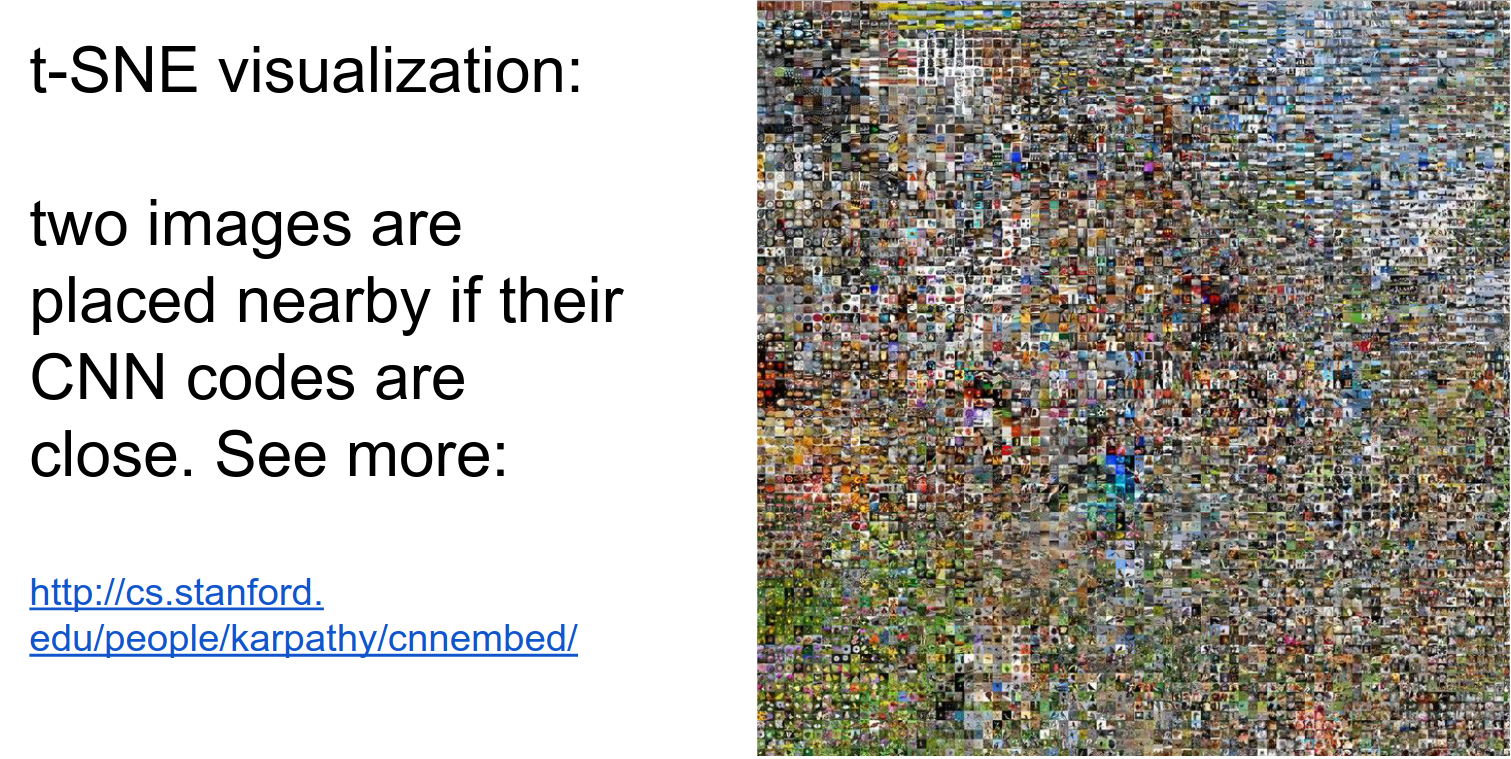 t-SNE visualization:
two images are
placed nearby if their
CNN codes are
close. See more:
http://cs.stanford.
edu/people/karpathy/cnnembed/